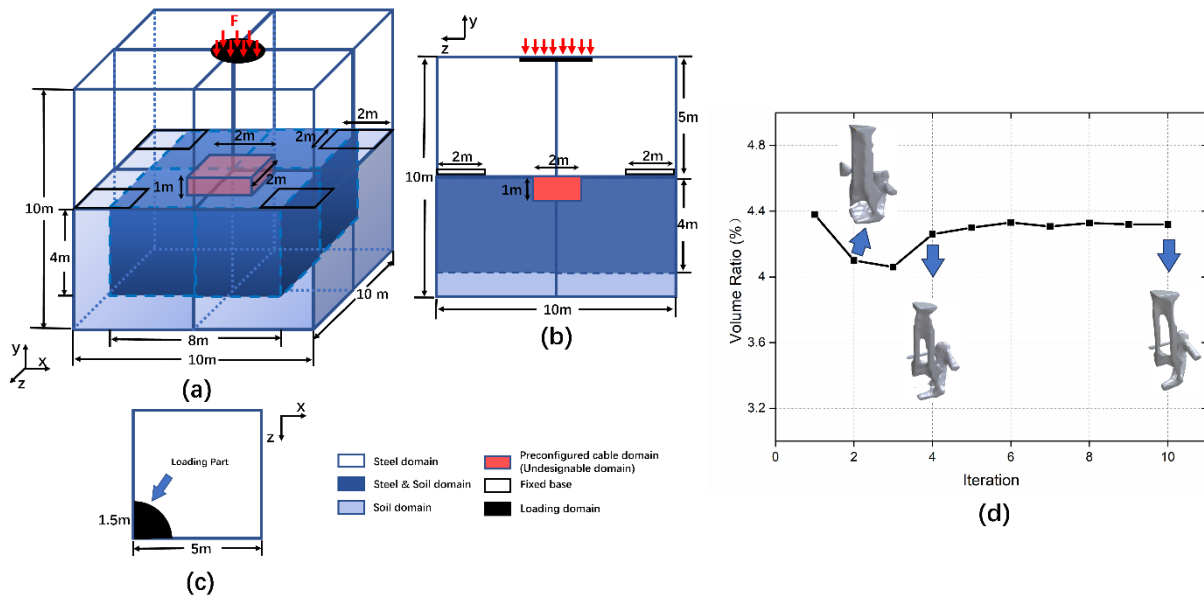 F
2m
2m
2m
2m
1m
10m
4m
10 m
8m
10m
y
x
z
(a)
y
z
5m
2m
2m
2m
10m
1m
4m
10m
(b)
x
z
Loading Part
1.5m
5m
(c)
Steel domain
Steel & Soil domain
Soil domain
Preconfigured cable domain
(Undesignable domain)
Fixed base
Loading domain
Volume Ratio (%)
4.8
4.4
4
3.6
3.2
0
2
4
6
8
10
Iteration
(d)